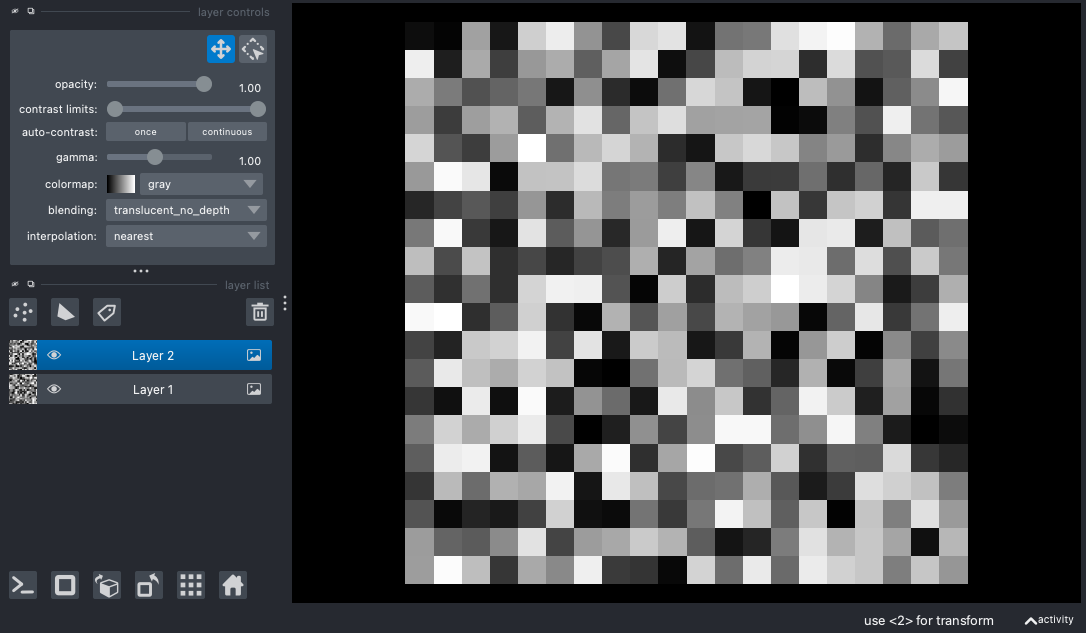 layer controls
opacity: 1.00
contrast limits:
auto-contrast: once continuous
gamma: 1.00
colormap: gray
blending: translucent_no_depth
interpolation: nearest
layer list
Layer 2
Layer 1
use <2> for transform activity